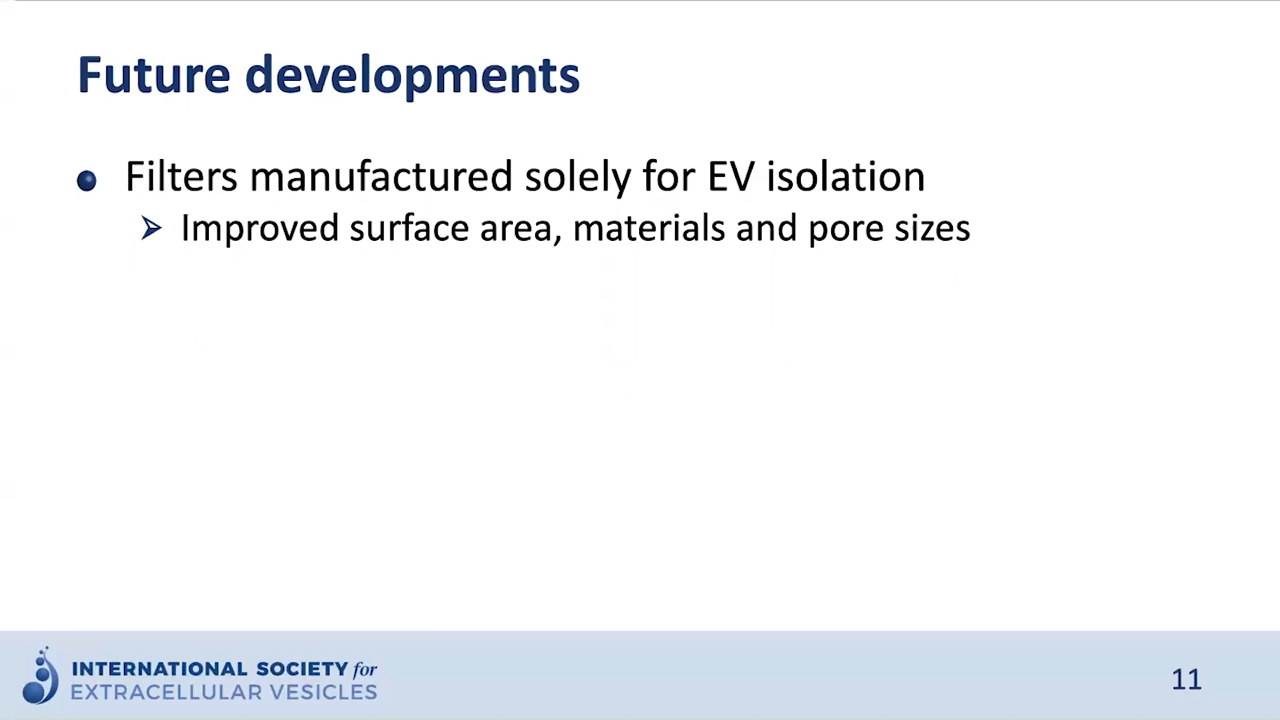 Future developments
Filters manufactured solely for EV isolation
Improved surface area, materials and pore sizes
INTERNATIONAL SOCIETY for
EXTRACELLULAR VESICLES
11